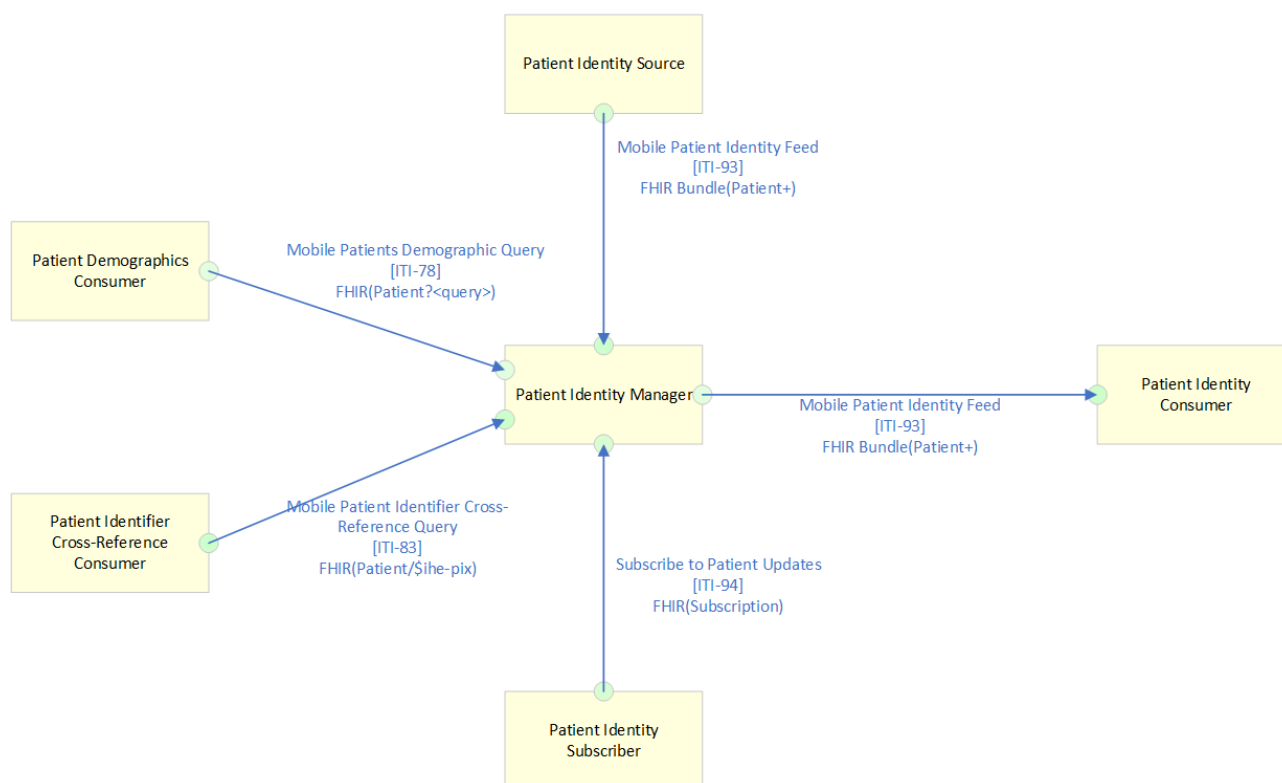 Patient Identity Source
Mobile Patient Identity Feed
[ITI-93]
FHIR Bundle(Patient+)
Patient Demographics
Consumer
Mobile Patients Demographic Query
[ITI-78]
FHIR(Patient?<query>)
Patient Identity Manager
Mobile Patient Identity Feed
[ITI-93]
FHIR Bundle(Patient+)
Patient Identity
Consumer
Patient Identifier
Cross-Reference
Consumer
Mobile Patient Identifier Cross-
Reference Query
[ITI-83]
FHIR(Patient/$ihe-pix)
Subscribe to Patient Updates
[ITI-94]
FHIR(Subscription)
Patient Identity
Subscriber